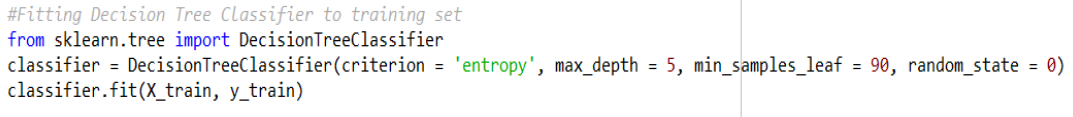 #Fitting Decision Tree Classifier to training set
from sklearn.tree import DecisionTreeClassifier
classifier = DecisionTreeClassifier(criterion = 'entropy', max_depth = 5, min_samples_leaf = 90, random_state = 0)
classifier.fit(X_train, y_train)